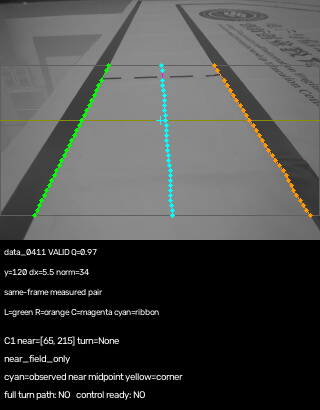 data_0411 VALID Q=0.97
y=120 dx=5.5 norm=34
same-frame measured pair
L=green R=orange C=magenta cyan=ribbon
C1 near=[65, 215] turn=None
near_field_only
cyan=observed near midpoint yellow=corner
full turn path: NO control ready: NO